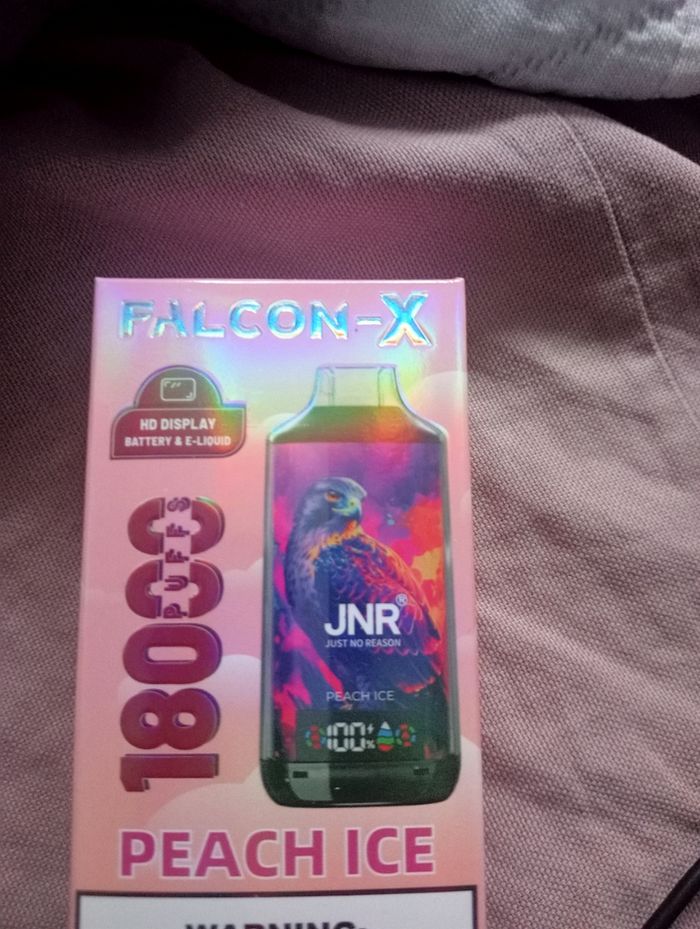 FALCON-X
HD DISPLAY
BATTERY & E-LIQUID
18000
PUFFS
JNR®
JUST NO REASON
PEACH ICE
100%
PEACH ICE
WARNING: